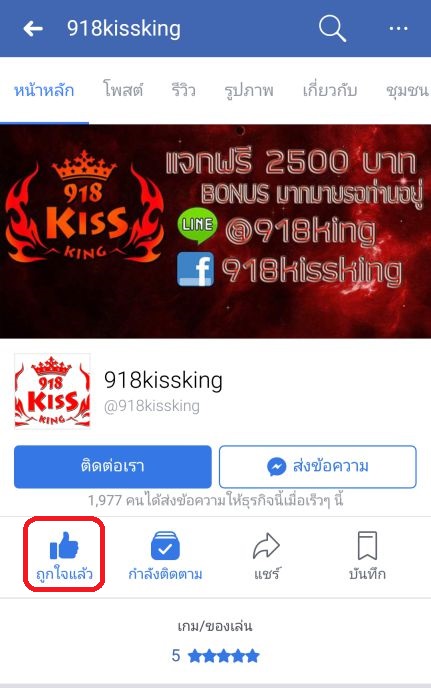 918kissking
หน้าหลัก โพสต์ รีวิว รูปภาพ เกี่ยวกับ ชุมชน
แจกฟรี 2500 บาท
BONUS มากมายรอท่านอยู่
918
KISS
KING
LINE @918king
f 918kissking
918
KISS
KING
918kissking
@918kissking
ติดต่อเรา ส่งข้อความ
1,977 คนได้ส่งข้อความให้ธุรกิจนี้เมื่อเร็วๆ นี้
ถูกใจแล้ว กำลังติดตาม แชร์ บันทึก
เกม/ของเล่น
5